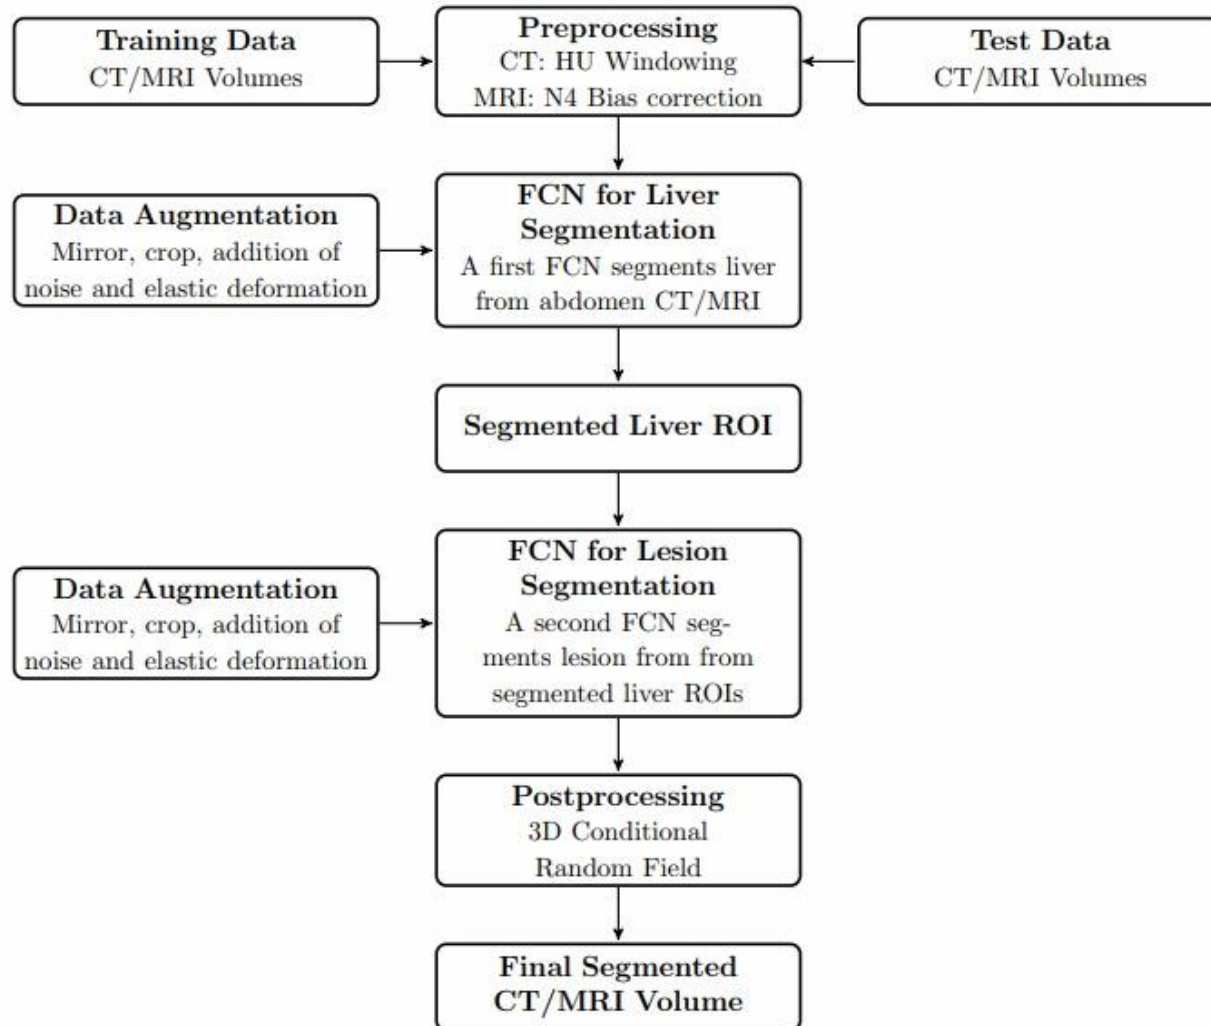 Training Data
CT/MRI Volumes
Preprocessing
CT: HU Windowing
MRI: N4 Bias correction
Test Data
CT/MRI Volumes
Data Augmentation
Mirror, crop, addition of
noise and elastic deformation
FCN for Liver
Segmentation
A first FCN segments liver
from abdomen CT/MRI
Segmented Liver ROI
Data Augmentation
Mirror, crop, addition of
noise and elastic deformation
FCN for Lesion
Segmentation
A second FCN seg-
ments lesion from from
segmented liver ROIs
Postprocessing
3D Conditional
Random Field
Final Segmented
CT/MRI Volume